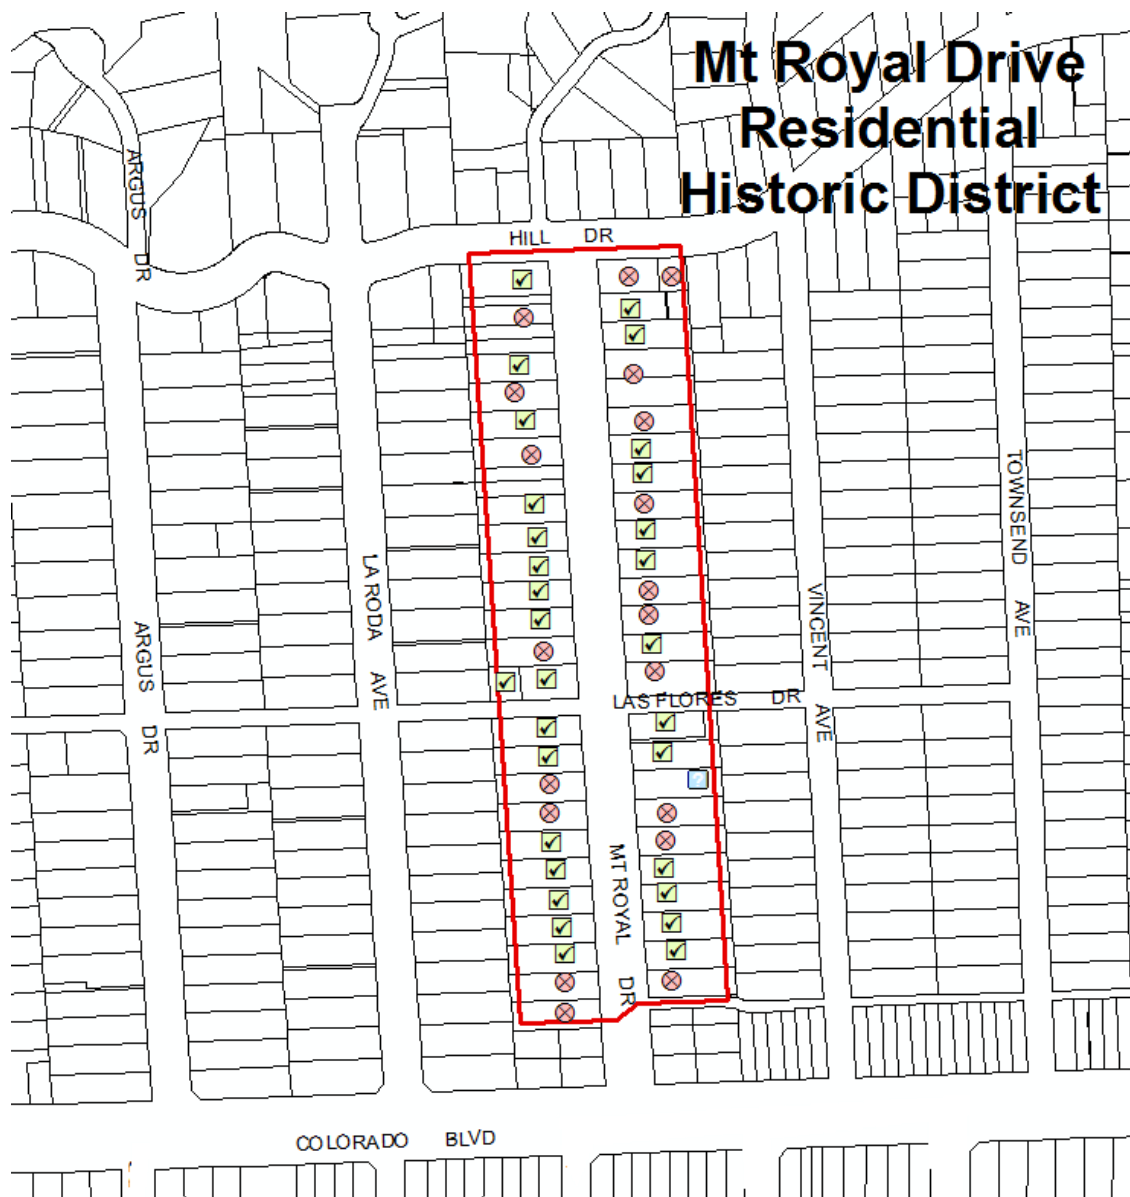 Mt Royal Drive
Residential
Historic District
ARGUS DR
HILL DR
LA RODA AVE
TOWNSEND AVE
VINCENT AVE
ARGUS DR
LAS FLORES DR
MT ROYAL DR
COLORADO BLVD